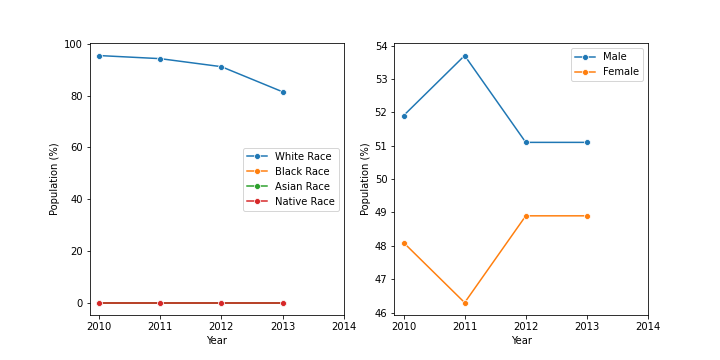 100
80
60
40
20
0
Population (%)
2010 2011 2012 2013 2014
Year
White Race
Black Race
Asian Race
Native Race
54
53
52
51
50
49
48
47
46
Population (%)
2010 2011 2012 2013 2014
Year
Male
Female